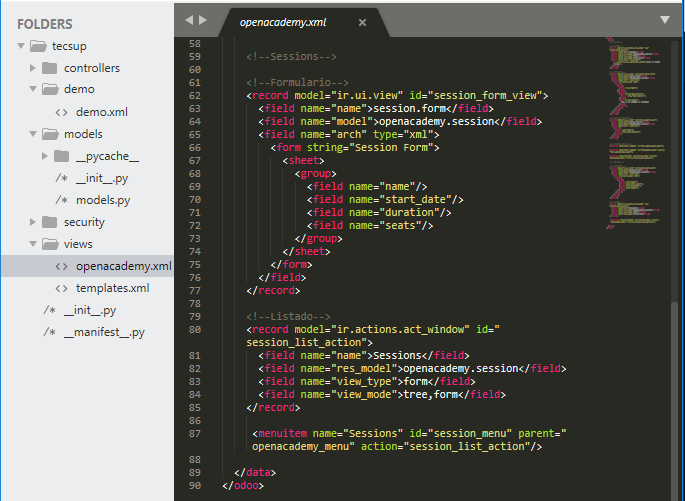 FOLDERS
tecsup
controllers
demo
<> demo.xml
models
__pycache__
/* __init__.py
/* models.py
security
views
<> openacademy.xml
<> templates.xml
/* __init__.py
/* __manifest__.py
openacademy.xml ×
58
59 <!--Sessions-->
60
61 <!--Formulario-->
62 <record model="ir.ui.view" id="session_form_view">
63 <field name="name">session.form</field>
64 <field name="model">openacademy.session</field>
65 <field name="arch" type="xml">
66 <form string="Session Form">
67 <sheet>
68 <group>
69 <field name="name"/>
70 <field name="start_date"/>
71 <field name="duration"/>
72 <field name="seats"/>
73 </group>
74 </sheet>
75 </form>
76 </field>
77 </record>
78
79 <!--Listado-->
80 <record model="ir.actions.act_window" id="
session_list_action">
81 <field name="name">Sessions</field>
82 <field name="res_model">openacademy.session</field>
83 <field name="view_type">form</field>
84 <field name="view_mode">tree,form</field>
85 </record>
86
87 <menuitem name="Sessions" id="session_menu" parent="
openacademy_menu" action="session_list_action"/>
88
89 </data>
90 </odoo>